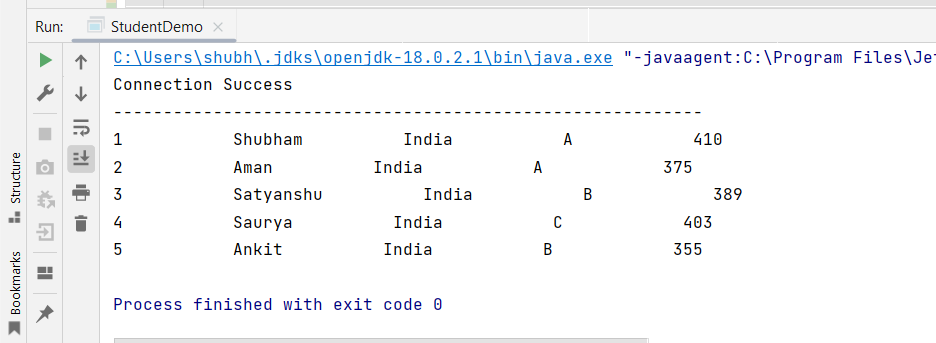 Run: StudentDemo
C:\Users\shubh\.jdks\openjdk-18.0.2.1\bin\java.exe "-javaagent:C:\Program Files\Je
Connection Success
-----------------------------------------------------------
1           Shubham          India           A            410
2           Aman          India           A            375
3           Satyanshu          India           B            389
4           Saurya          India           C            403
5           Ankit          India           B            355
Process finished with exit code 0
Structure
Bookmarks